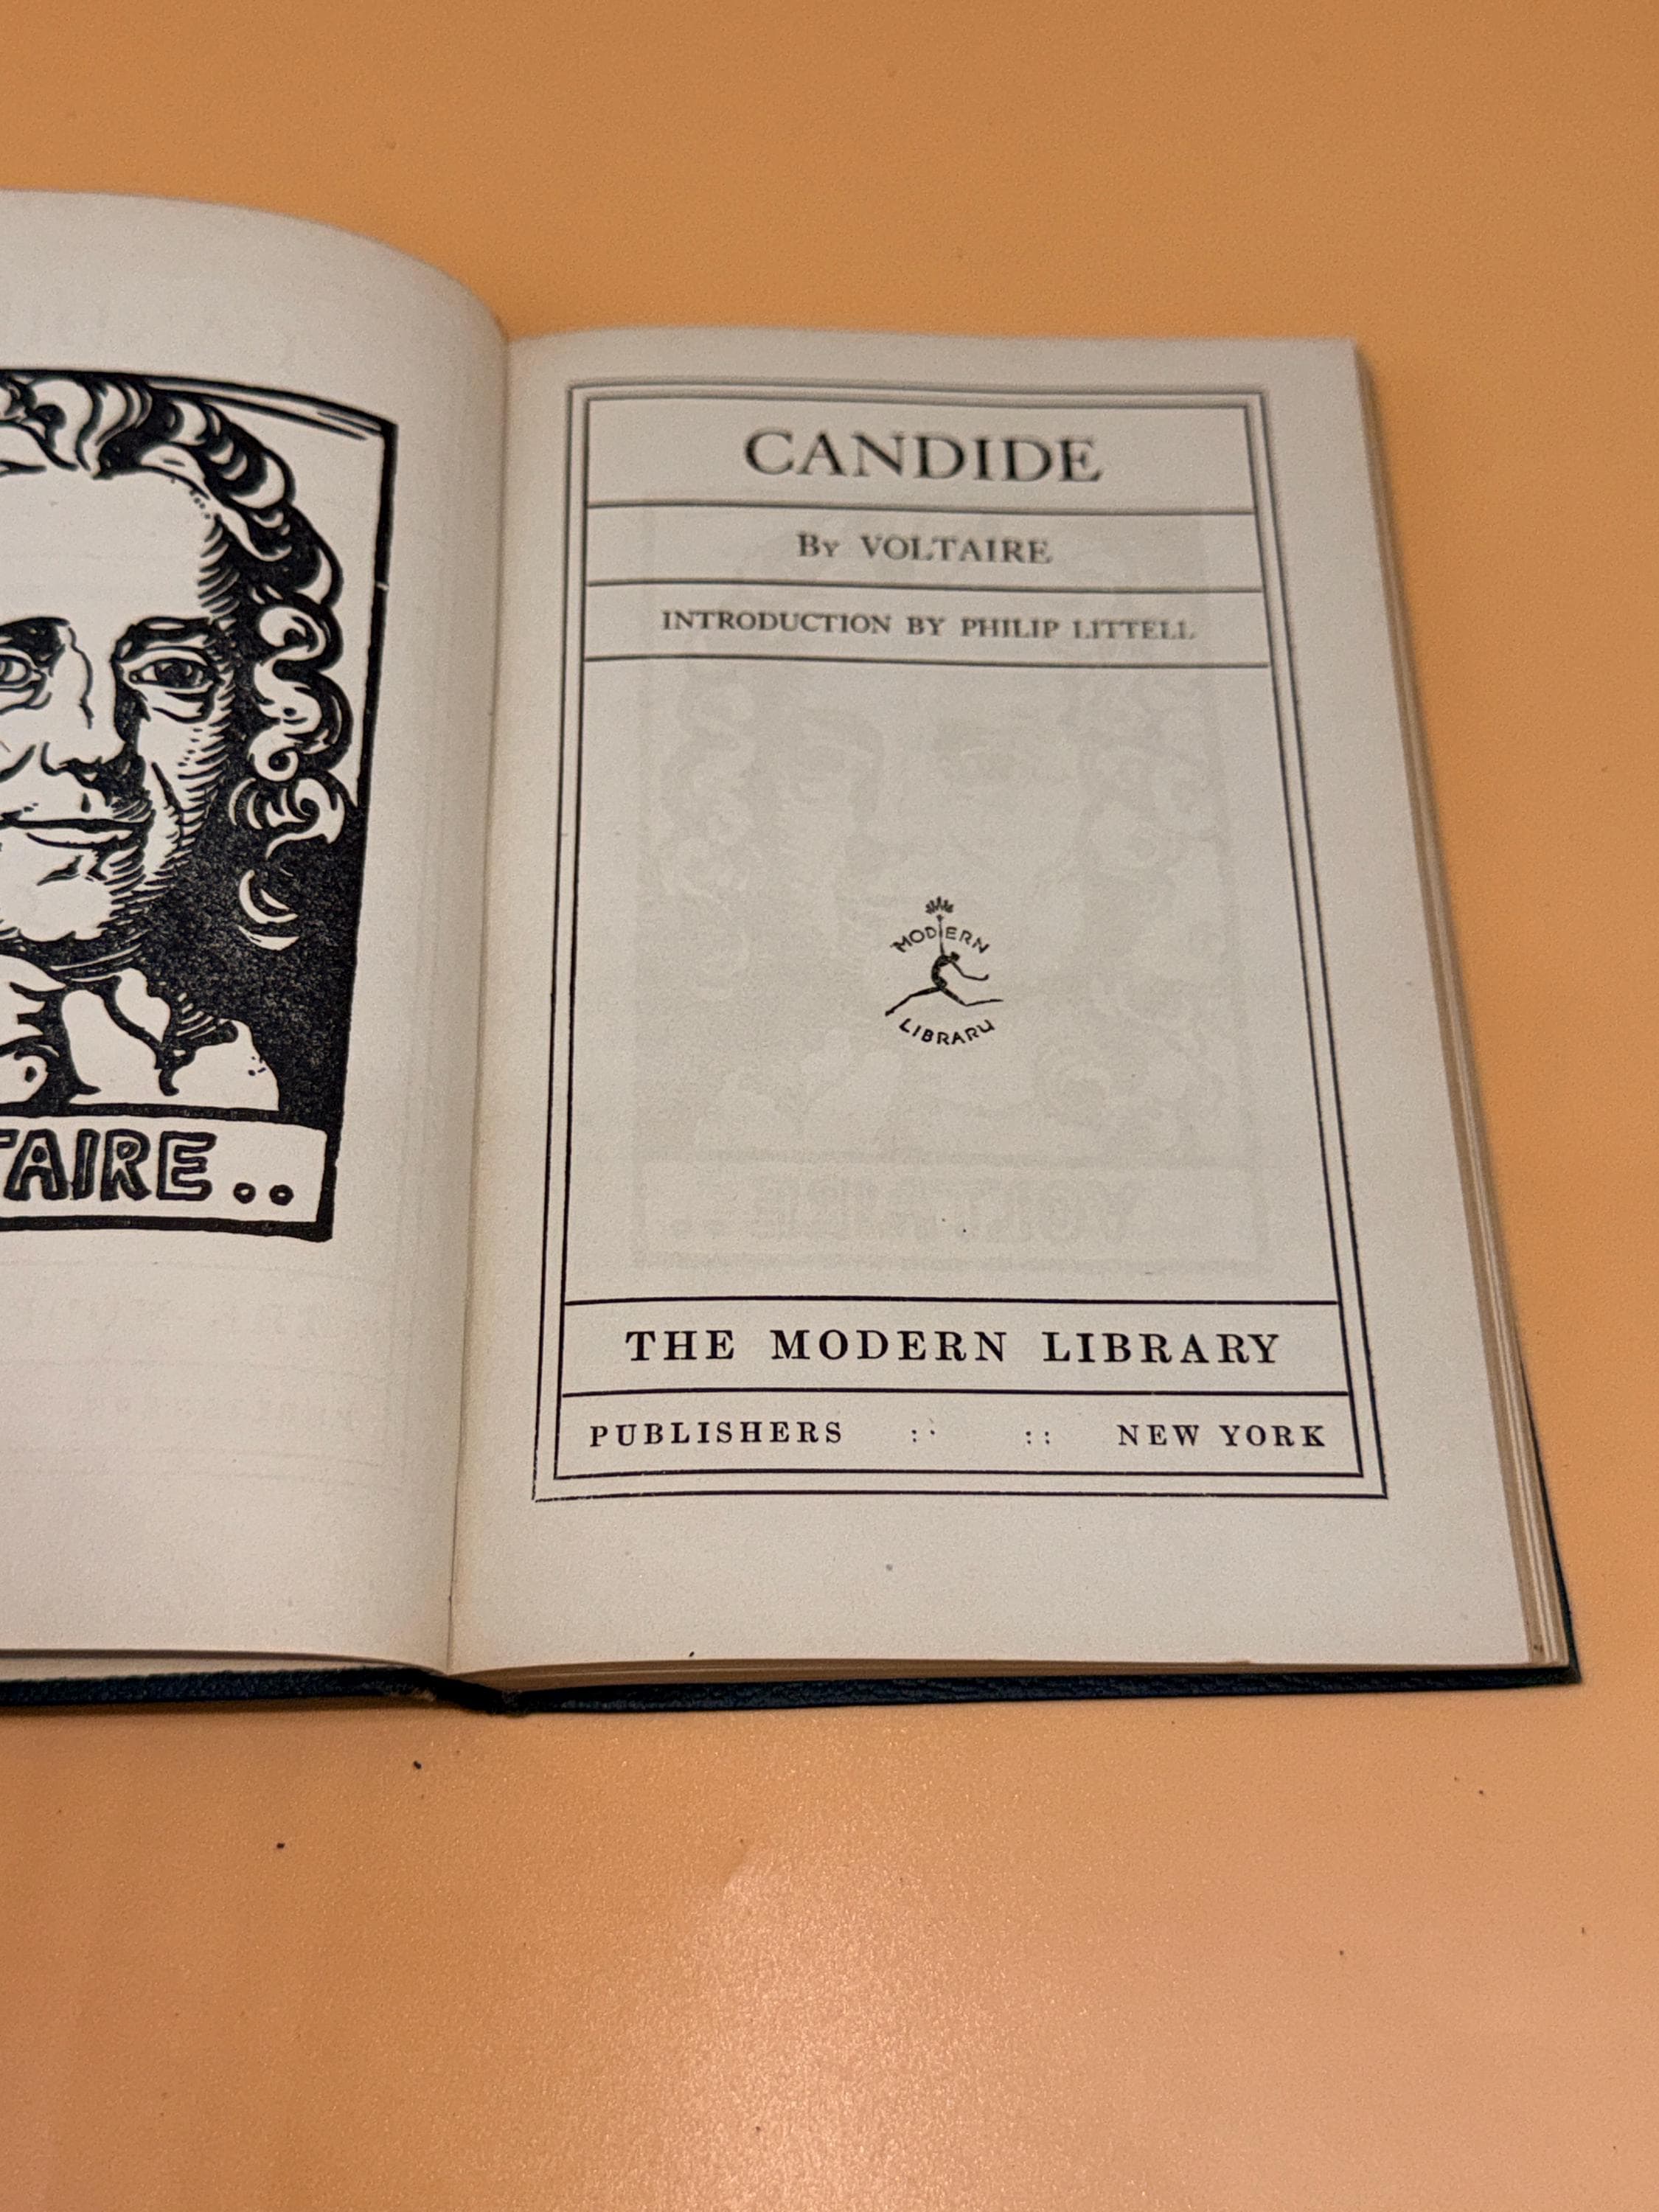 TAIRE..
CANDIDE
By VOLTAIRE
INTRODUCTION BY PHILIP LITTELL
MODERN
LIBRARY
THE MODERN LIBRARY
PUBLISHERS :: :: NEW YORK